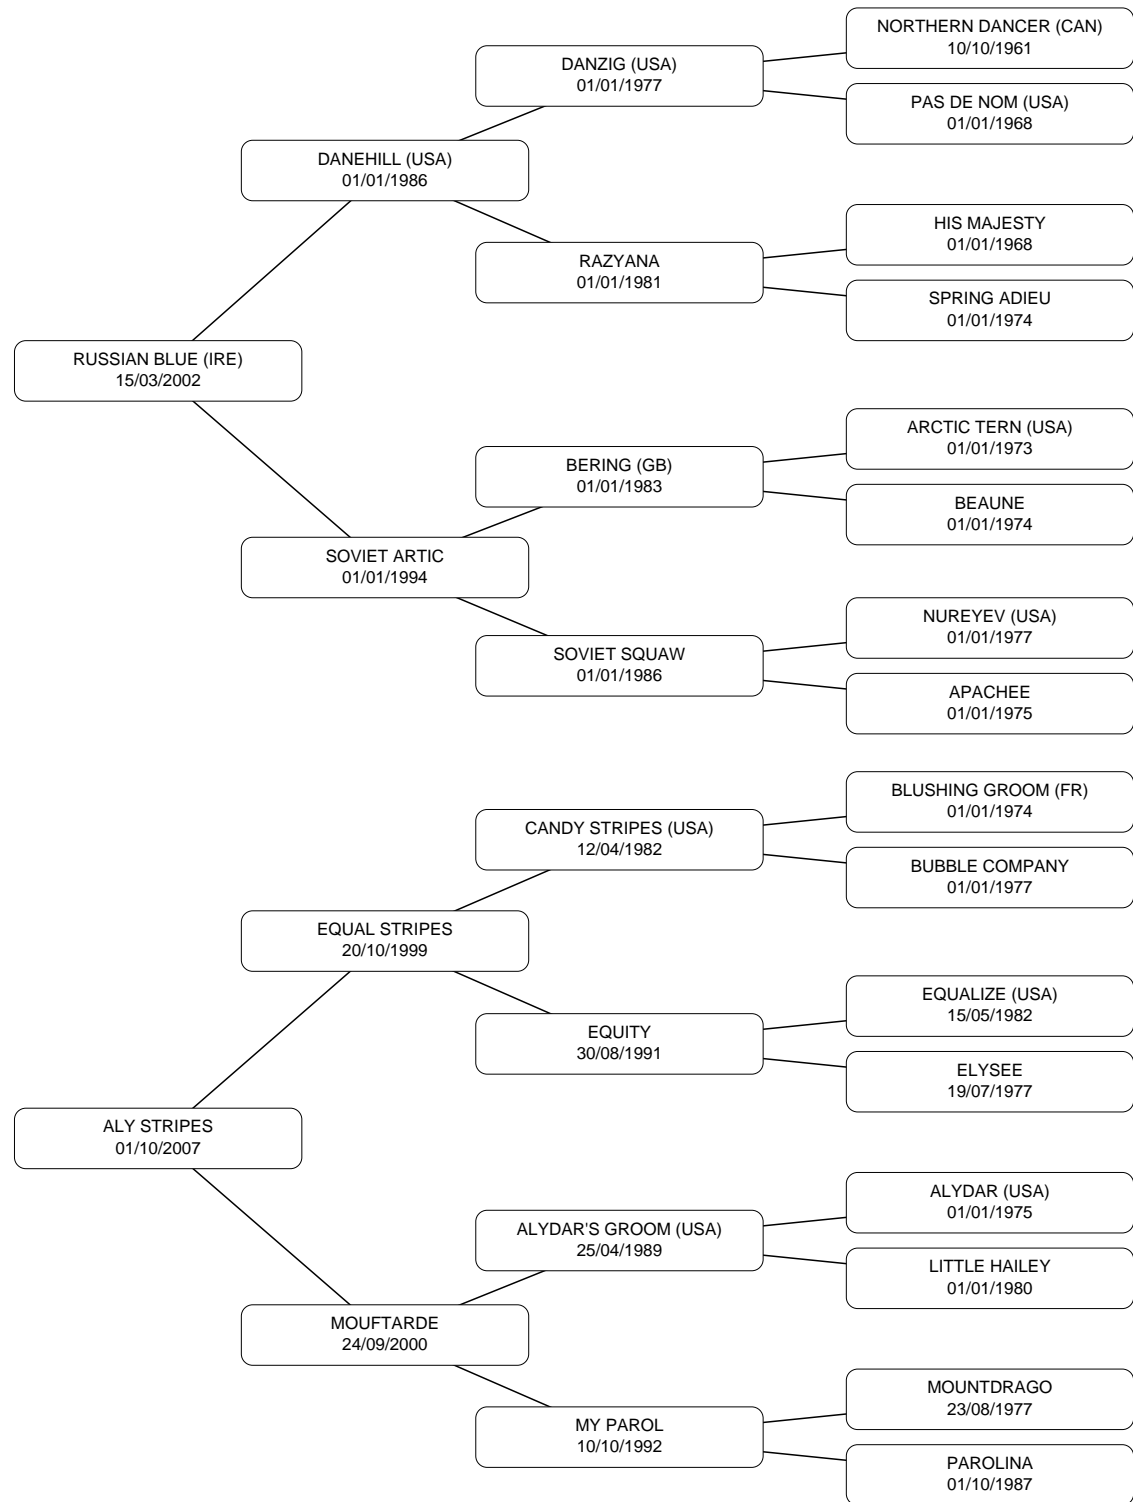 NORTHERN DANCER (CAN)
10/10/1961
DANZIG (USA)
01/01/1977
PAS DE NOM (USA)
01/01/1968
DANEHILL (USA)
01/01/1986
HIS MAJESTY
01/01/1968
RAZYANA
01/01/1981
SPRING ADIEU
01/01/1974
RUSSIAN BLUE (IRE)
15/03/2002
ARCTIC TERN (USA)
01/01/1973
BERING (GB)
01/01/1983
BEAUNE
01/01/1974
SOVIET ARTIC
01/01/1994
NUREYEV (USA)
01/01/1977
SOVIET SQUAW
01/01/1986
APACHEE
01/01/1975
BLUSHING GROOM (FR)
01/01/1974
CANDY STRIPES (USA)
12/04/1982
BUBBLE COMPANY
01/01/1977
EQUAL STRIPES
20/10/1999
EQUALIZE (USA)
15/05/1982
EQUITY
30/08/1991
ELYSEE
19/07/1977
ALY STRIPES
01/10/2007
ALYDAR (USA)
01/01/1975
ALYDAR'S GROOM (USA)
25/04/1989
LITTLE HAILEY
01/01/1980
MOUFTARDE
24/09/2000
MOUNTDRAGO
23/08/1977
MY PAROL
10/10/1992
PAROLINA
01/10/1987